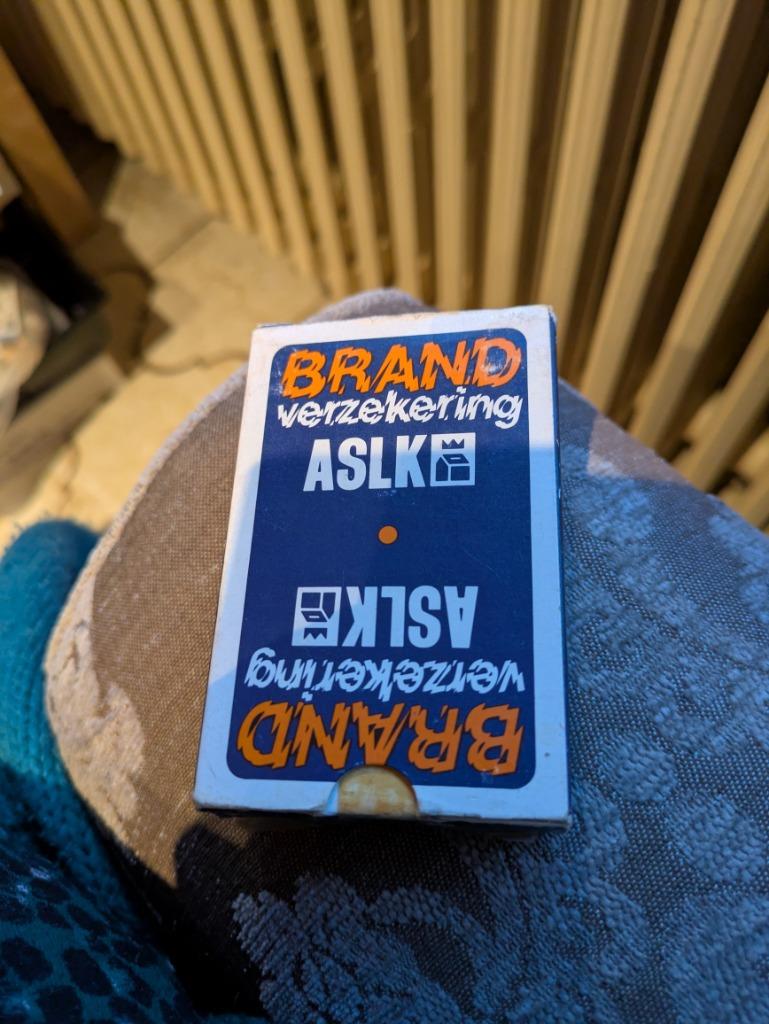 BRAND
verzekering
ASLK
ASLK
verzekering
BRAND